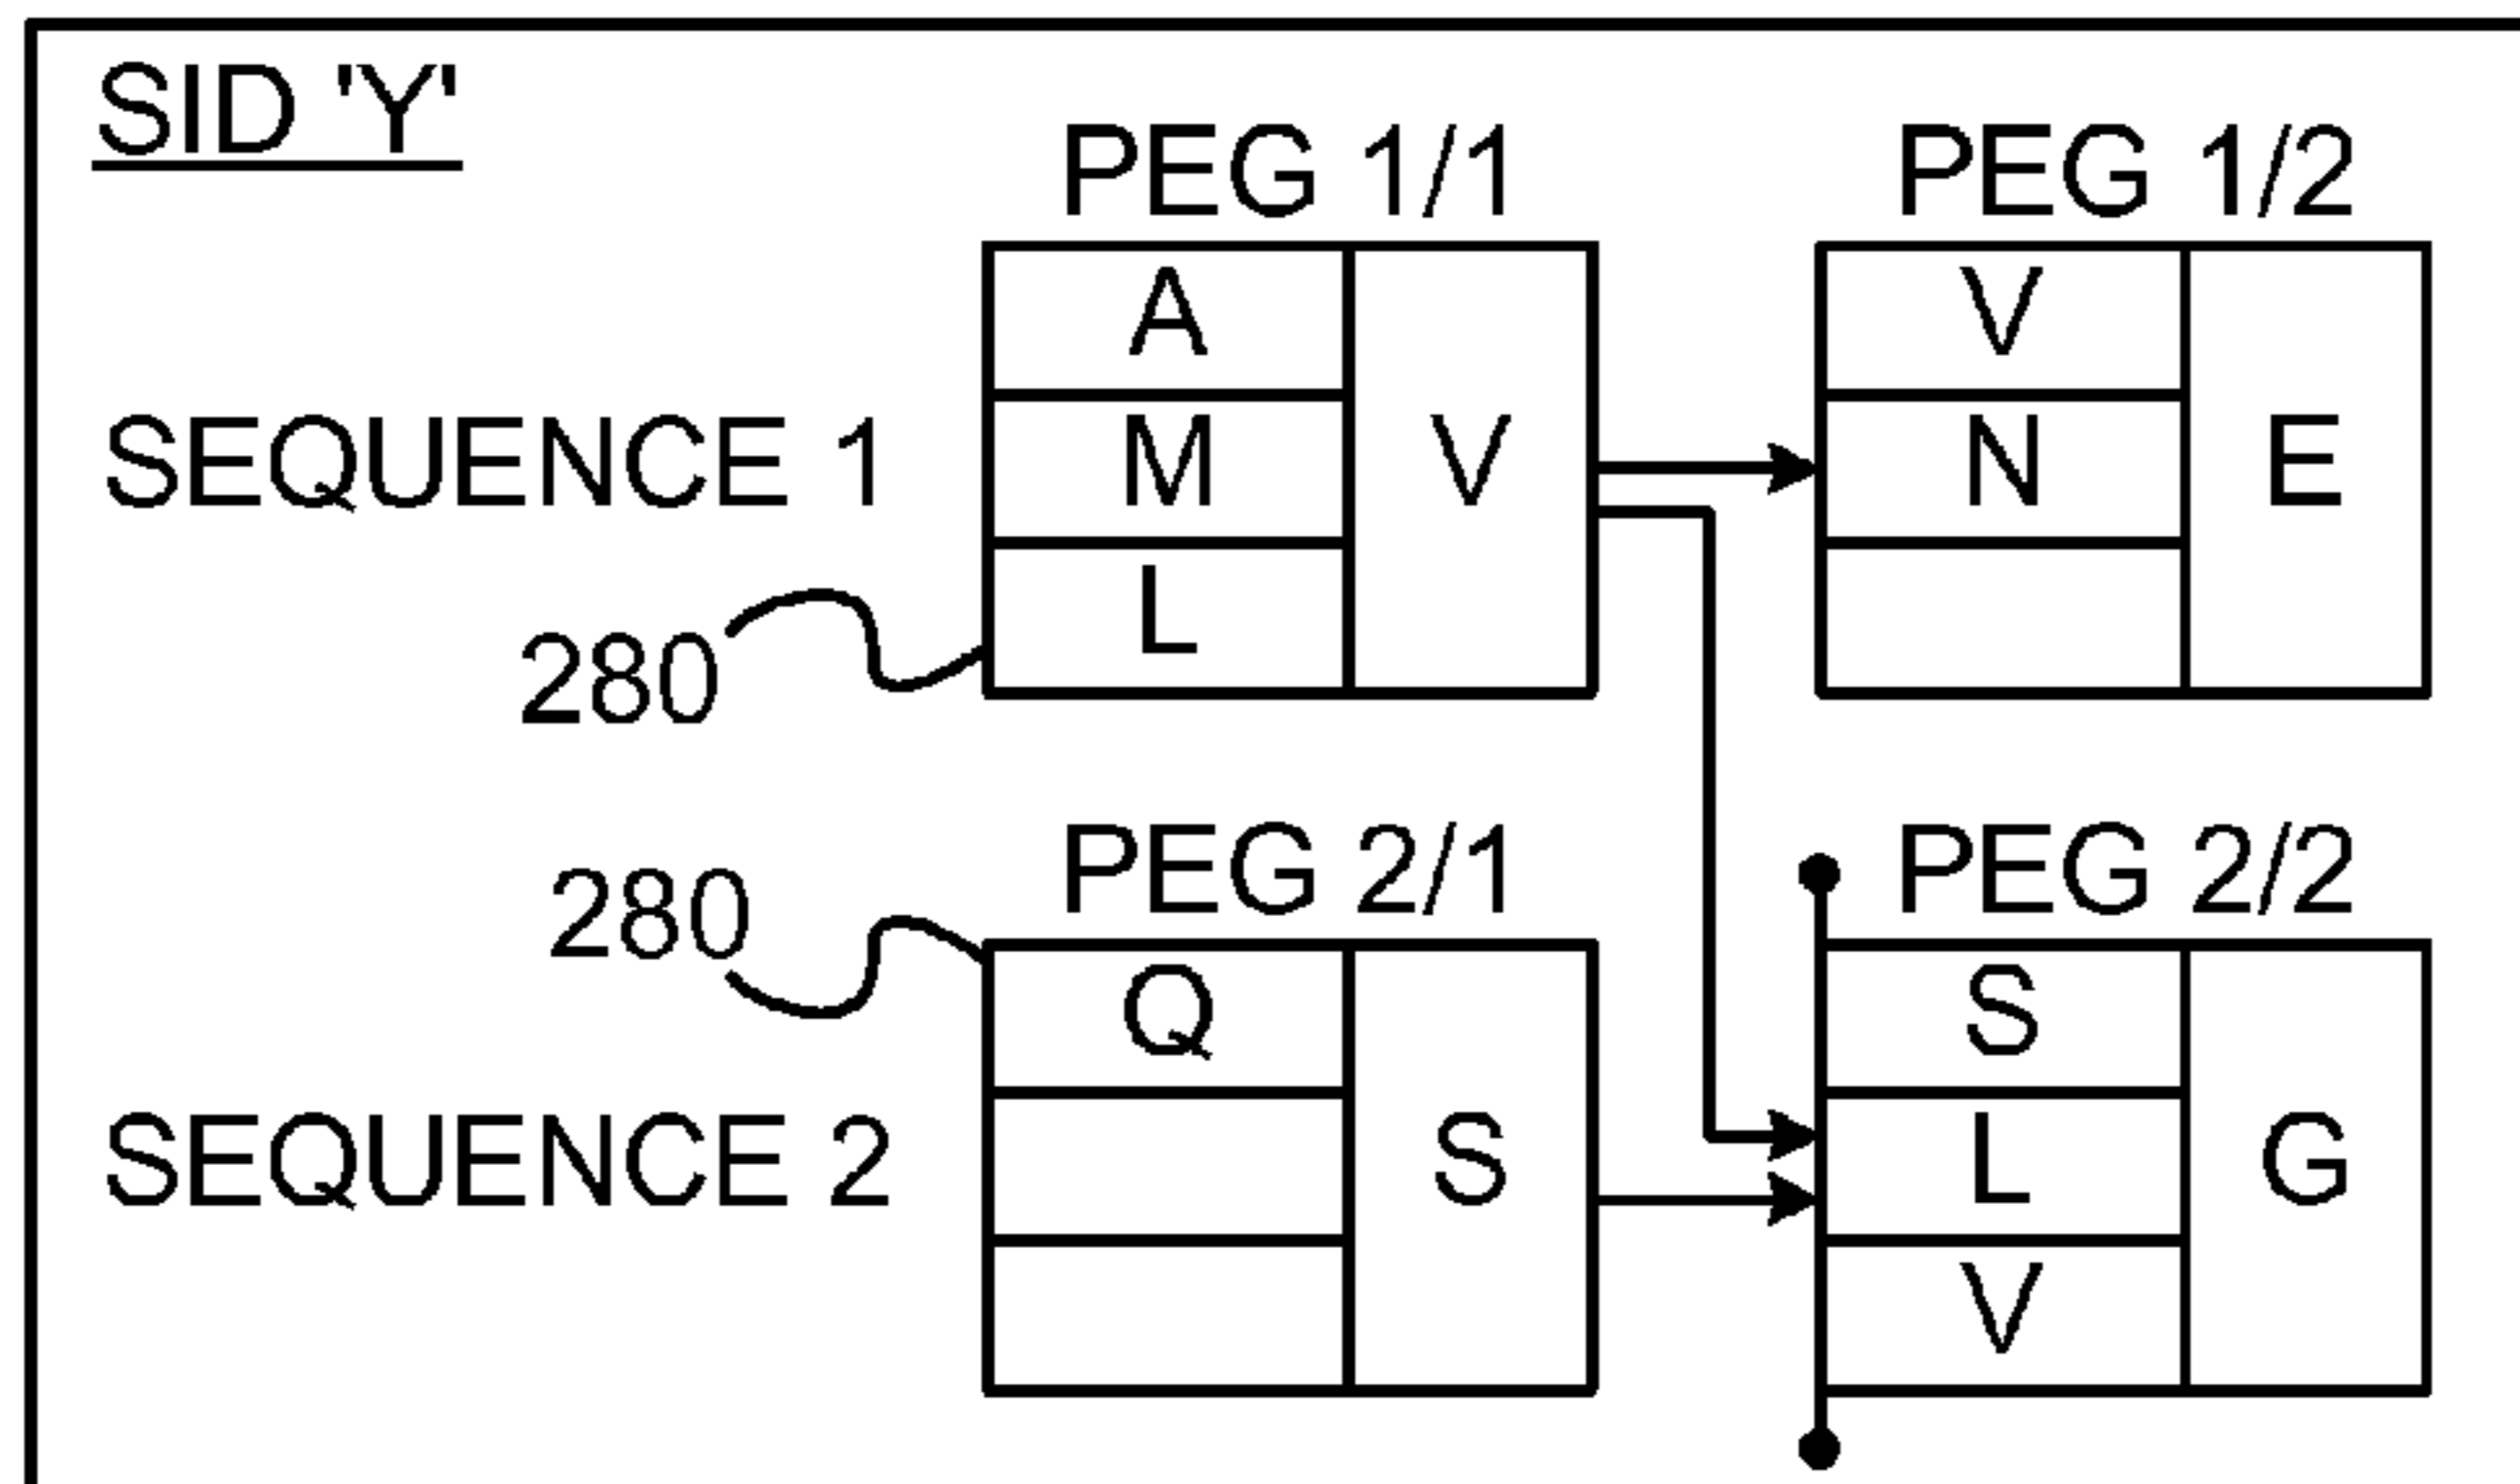 SID 'Y'
PEG 1/1
PEG 1/2
A
V
SEQUENCE 1
M
V
N
E
L
280
PEG 2/1
PEG 2/2
280
Q
S
SEQUENCE 2
S
L
G
V